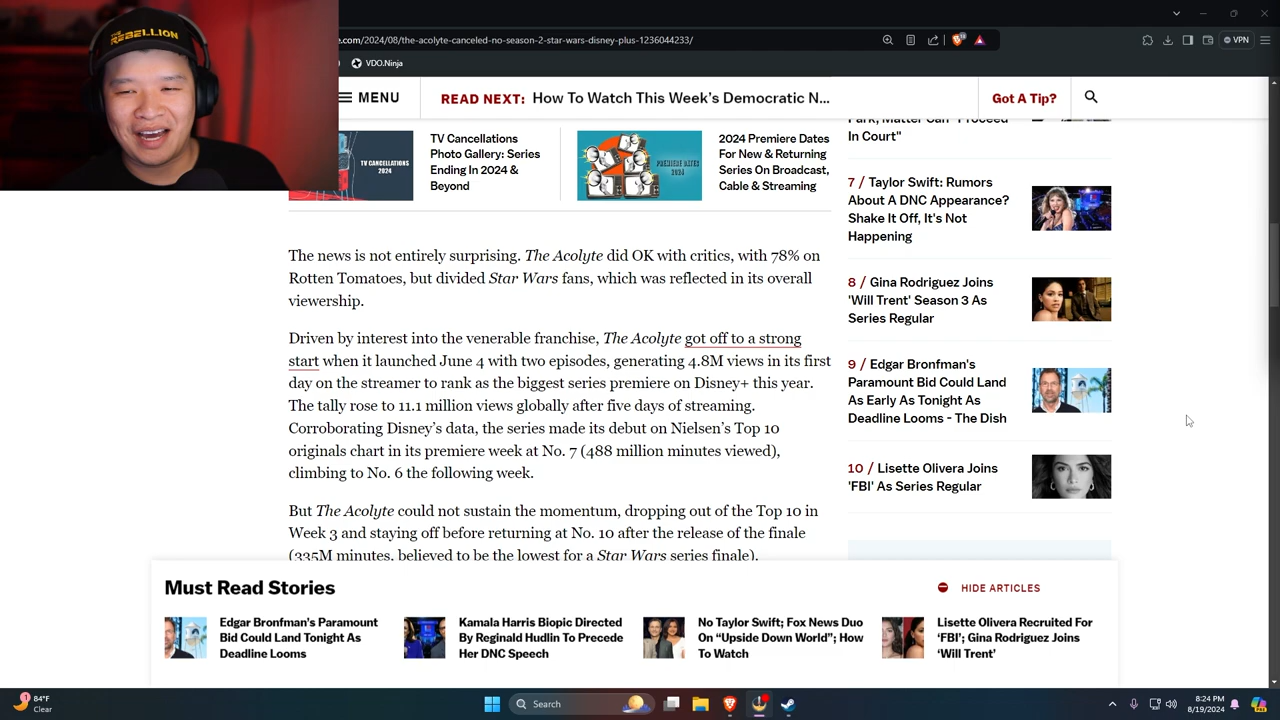 THE
REBELLION
e.com/2024/08/the-acolyte-canceled-no-season-2-star-wars-disney-plus-1236044233/
VPN
VDO.Ninja
MENU
READ NEXT: How To Watch This Week's Democratic N...
Got A Tip?
TV CANCELLATIONS
2024
TV Cancellations
Photo Gallery: Series
Ending In 2024 &
Beyond
PREMIERE DATES
2024
2024 Premiere Dates
For New & Returning
Series On Broadcast,
Cable & Streaming
The news is not entirely surprising. The Acolyte did OK with critics, with 78% on
Rotten Tomatoes, but divided Star Wars fans, which was reflected in its overall
viewership.
Driven by interest into the venerable franchise, The Acolyte got off to a strong
start when it launched June 4 with two episodes, generating 4.8M views in its first
day on the streamer to rank as the biggest series premiere on Disney+ this year.
The tally rose to 11.1 million views globally after five days of streaming.
Corroborating Disney's data, the series made its debut on Nielsen's Top 10
originals chart in its premiere week at No. 7 (488 million minutes viewed),
climbing to No. 6 the following week.
But The Acolyte could not sustain the momentum, dropping out of the Top 10 in
Week 3 and staying off before returning at No. 10 after the release of the finale
(335M minutes, believed to be the lowest for a Star Wars series finale).
Park, Matter Can "Proceed
In Court"
7 / Taylor Swift: Rumors
About A DNC Appearance?
Shake It Off, It's Not
Happening
8 / Gina Rodriguez Joins
'Will Trent' Season 3 As
Series Regular
9 / Edgar Bronfman's
Paramount Bid Could Land
As Early As Tonight As
Deadline Looms - The Dish
10 / Lisette Olivera Joins
'FBI' As Series Regular
Must Read Stories
HIDE ARTICLES
Edgar Bronfman's Paramount
Bid Could Land Tonight As
Deadline Looms
Kamala Harris Biopic Directed
By Reginald Hudlin To Precede
Her DNC Speech
No Taylor Swift; Fox News Duo
On "Upside Down World"; How
To Watch
Lisette Olivera Recruited For
'FBI'; Gina Rodriguez Joins
'Will Trent'
84°F
Clear
Search
8:24 PM
8/19/2024